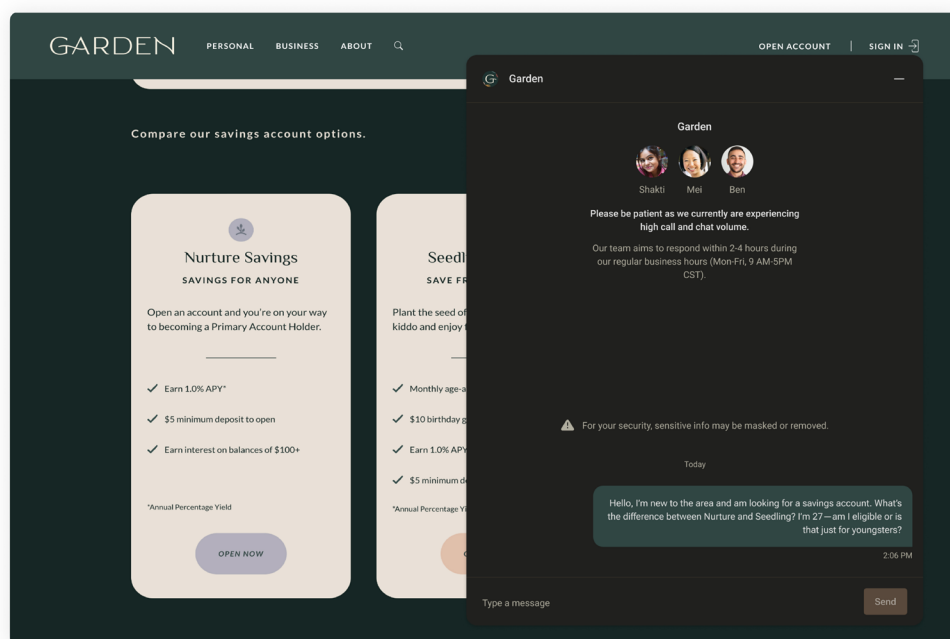 GARDEN
PERSONAL
BUSINESS
ABOUT
OPEN ACCOUNT
SIGN IN
Compare our savings account options.
Nurture Savings
SAVINGS FOR ANYONE
Open an account and you're on your way
to becoming a Primary Account Holder.
Earn 1.0% APY*
$5 minimum deposit to open
Earn interest on balances of $100+
*Annual Percentage Yield
OPEN NOW
Seedl
SAVE FR
Plant the seed of
kiddo and enjoy
Monthly age-a
$10 birthday g
Earn 1.0% APY
$5 minimum d
*Annual Percentage Yi
G
Garden
Garden
Shakti
Mei
Ben
Please be patient as we currently are experiencing
high call and chat volume.
Our team aims to respond within 2-4 hours during
our regular business hours (Mon-Fri, 9 AM-5PM
CST).
For your security, sensitive info may be masked or removed.
Today
Hello, I'm new to the area and am looking for a savings account. What's
the difference between Nurture and Seedling? I'm 27—am I eligible or is
that just for youngsters?
2:06 PM
Type a message
Send